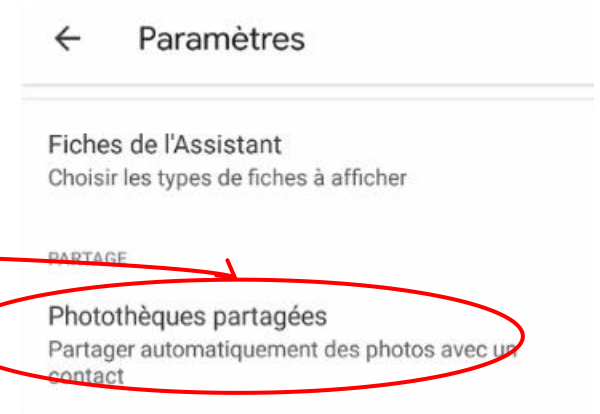 Paramètres
Fiches de l'Assistant
Choisir les types de fiches à afficher
PARTAGE
Photothèques partagées
Partager automatiquement des photos avec un
contact